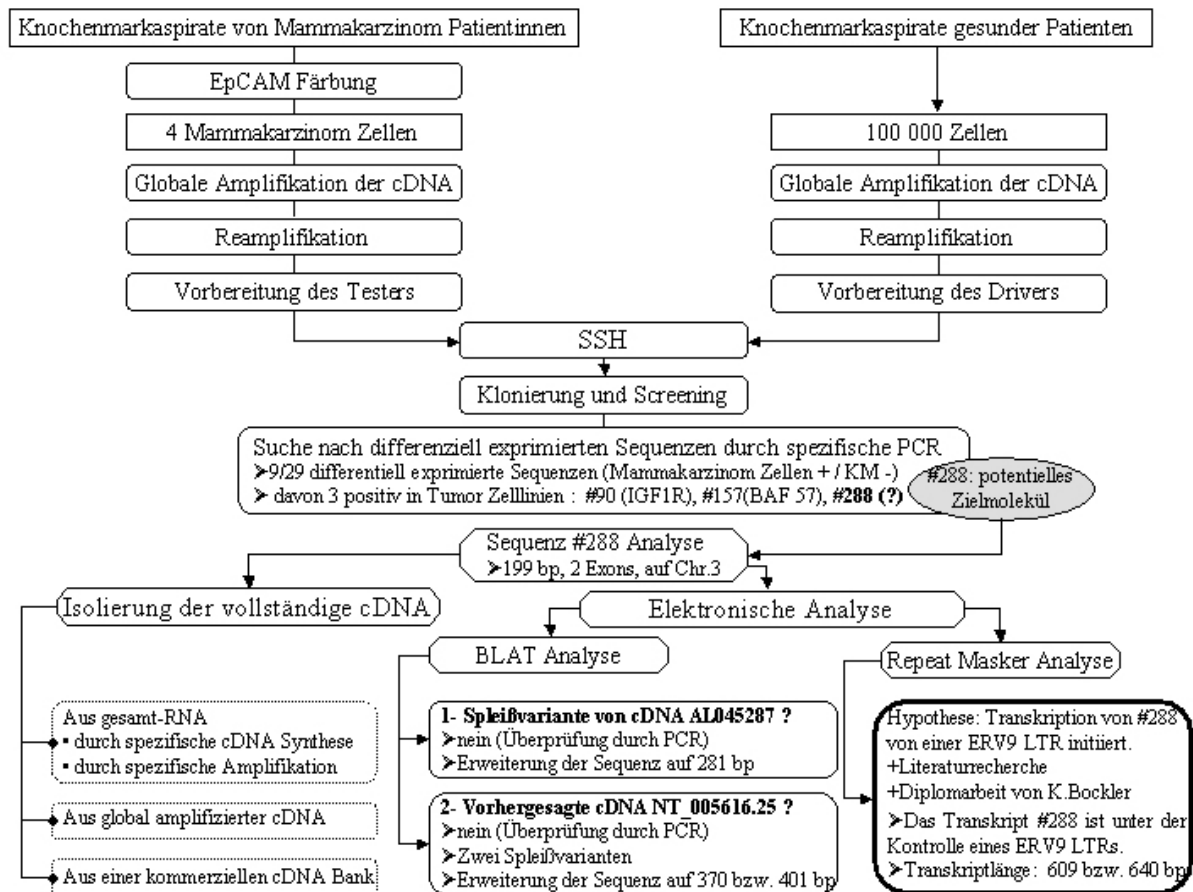 Knochenmarkaspirate von Mammakarzinom Patientinnen
Knochenmarkaspirate gesunder Patienten
EpCAM Färbung
4 Mammakarzinom Zellen
100 000 Zellen
Globale Amplifikation der cDNA
Globale Amplifikation der cDNA
Reamplifikation
Reamplifikation
Vorbereitung des Testers
Vorbereitung des Drivers
SSH
Klonierung und Screening
Suche nach differenziell exprimierten Sequenzen durch spezifische PCR
➤9/29 differentiell exprimierte Sequenzen (Mammakarzinom Zellen + / KM -)
➤ davon 3 positiv in Tumor Zelllinien : #90 (IGF1R), #157(BAF 57), #288 (?)
#288: potentielles
Zielmolekül
Sequenz #288 Analyse
➤199 bp, 2 Exons, auf Chr.3
Isolierung der vollständige cDNA
Elektronische Analyse
BLAT Analyse
Repeat Masker Analyse
Aus gesamt-RNA
▪ durch spezifische cDNA Synthese
▪ durch spezifische Amplifikation
Aus global amplifizierter cDNA
Aus einer kommerziellen cDNA Bank
1- Spleißvariante von cDNA AL045287 ?
➤nein (Überprüfung durch PCR)
➤Erweiterung der Sequenz auf 281 bp
2- Vorhergesagte cDNA NT_005616.25 ?
➤nein (Überprüfung durch PCR)
➤Zwei Spleißvarianten
➤Erweiterung der Sequenz auf 370 bzw. 401 bp
Hypothese: Transkription von #288
von einer ERV9 LTR initiiert.
+Literaturrecherche
+Diplomarbeit von K.Bockler
➤Das Transkript #288 ist unter der
Kontrolle eines ERV9 LTRs.
➤Transkriptlänge: 609 bzw. 640 bp